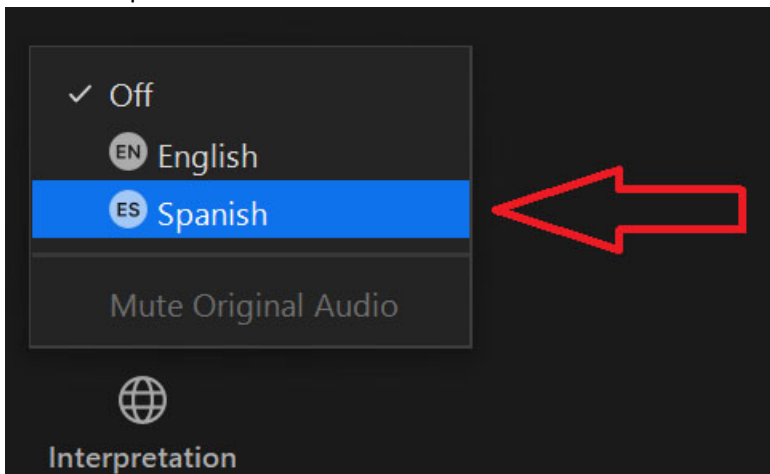 Off
EN English
ES Spanish
Mute Original Audio
Interpretation